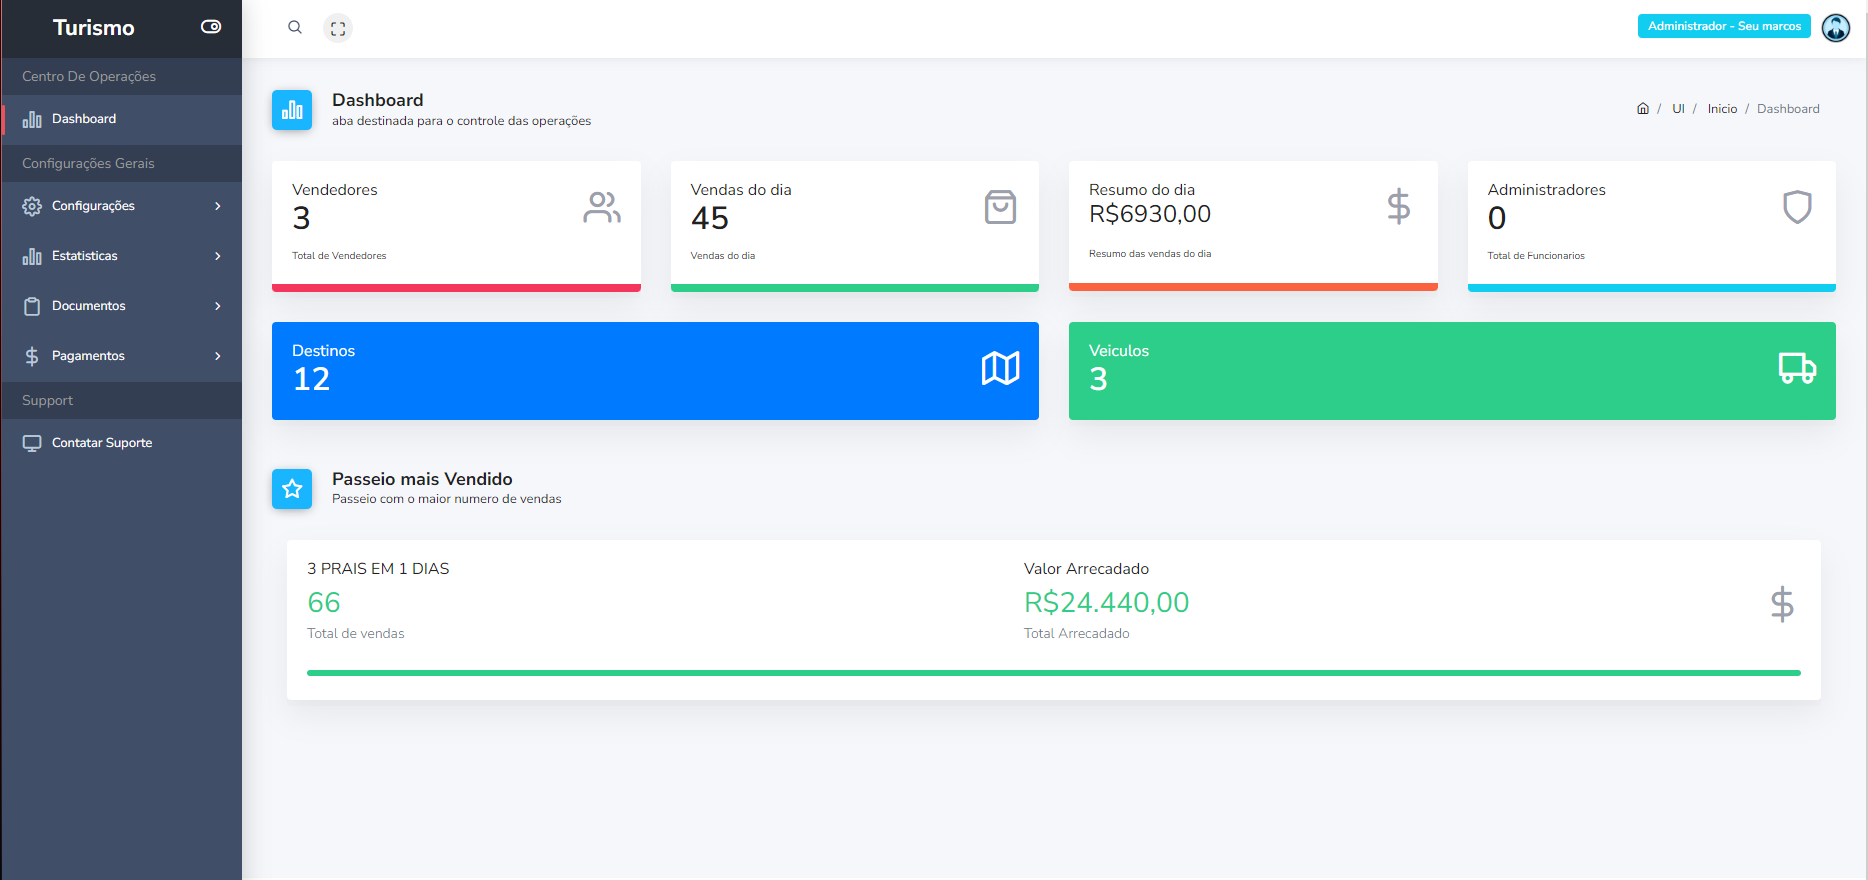 Turismo
Centro De Operações
Dashboard
Configurações Gerais
Configurações
Estatisticas
Documentos
Pagamentos
Support
Contatar Suporte
Administrador - Seu marcos
Dashboard
aba destinada para o controle das operações
/ UI / Inicio / Dashboard
Vendedores
3
Total de Vendedores
Vendas do dia
45
Vendas do dia
Resumo do dia
R$6930,00
Resumo das vendas do dia
Administradores
0
Total de Funcionarios
Destinos
12
Veiculos
3
Passeio mais Vendido
Passeio com o maior numero de vendas
3 PRAIS EM 1 DIAS
66
Total de vendas
Valor Arrecadado
R$24.440,00
Total Arrecadado